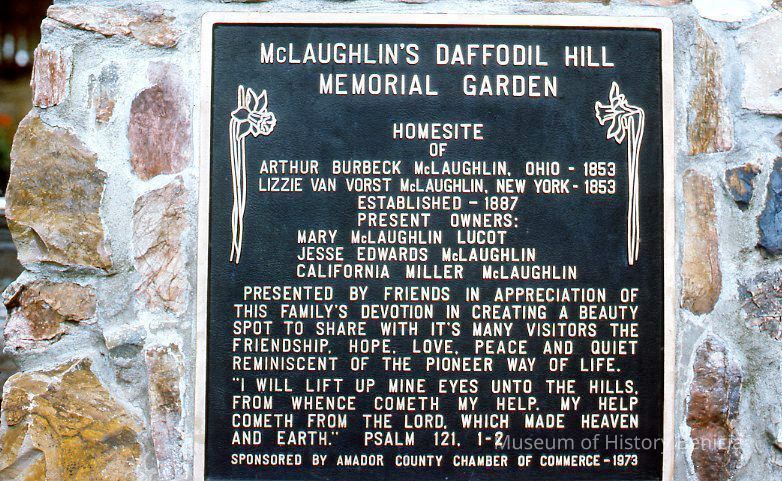 McLAUGHLIN'S DAFFODIL HILL
MEMORIAL GARDEN
HOMESITE
OF
ARTHUR BURBECK McLAUGHLIN, OHIO - 1853
LIZZIE VAN VORST McLAUGHLIN, NEW YORK - 1853
ESTABLISHED - 1887
PRESENT OWNERS:
MARY McLAUGHLIN LUCOT
JESSE EDWARDS McLAUGHLIN
CALIFORNIA MILLER McLAUGHLIN
PRESENTED BY FRIENDS IN APPRECIATION OF
THIS FAMILY'S DEVOTION IN CREATING A BEAUTY
SPOT TO SHARE WITH IT'S MANY VISITORS THE
FRIENDSHIP, HOPE, LOVE, PEACE AND QUIET
REMINISCENT OF THE PIONEER WAY OF LIFE.
"I WILL LIFT UP MINE EYES UNTO THE HILLS,
FROM WHENCE COMETH MY HELP. MY HELP
COMETH FROM THE LORD, WHICH MADE HEAVEN
AND EARTH." PSALM 121, 1-2
Museum of History Benicia
SPONSORED BY AMADOR COUNTY CHAMBER OF COMMERCE - 1973